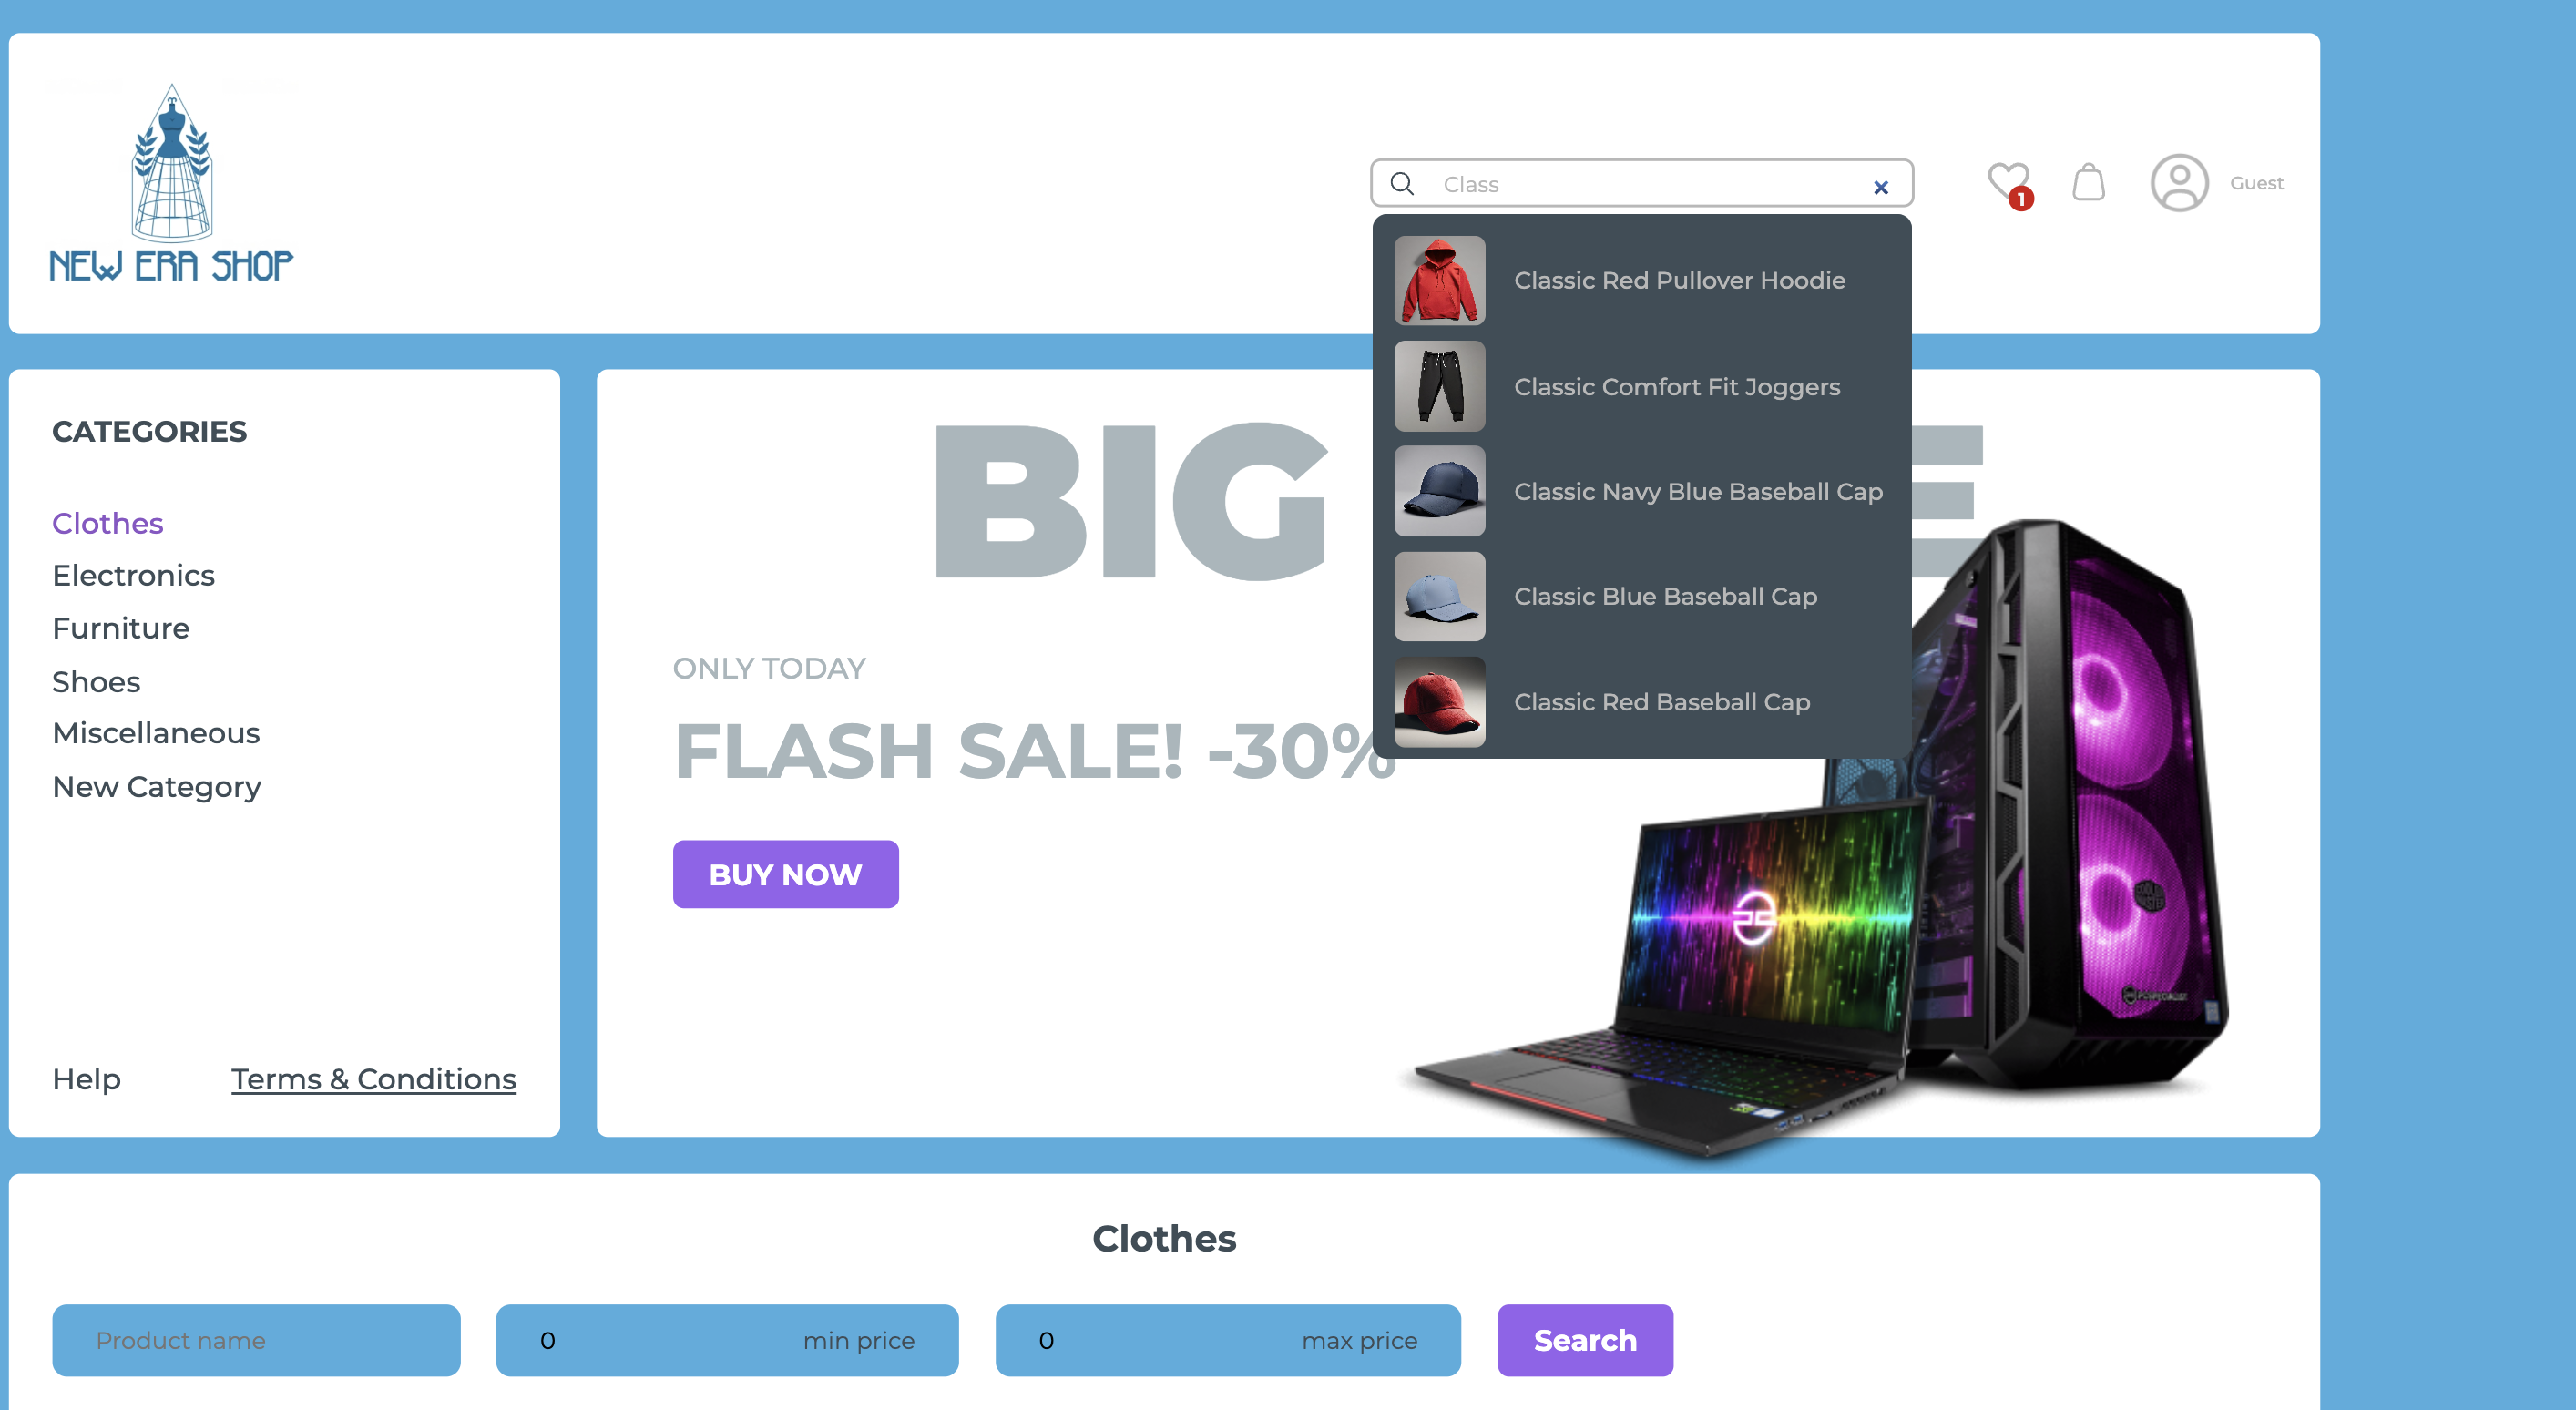 NEW ERA SHOP
Class
1
Guest
Classic Red Pullover Hoodie
Classic Comfort Fit Joggers
Classic Navy Blue Baseball Cap
Classic Blue Baseball Cap
Classic Red Baseball Cap
CATEGORIES
Clothes
Electronics
Furniture
Shoes
Miscellaneous
New Category
Help
Terms & Conditions
BIG
E
ONLY TODAY
FLASH SALE! -30%
BUY NOW
Clothes
Product name
0
min price
0
max price
Search